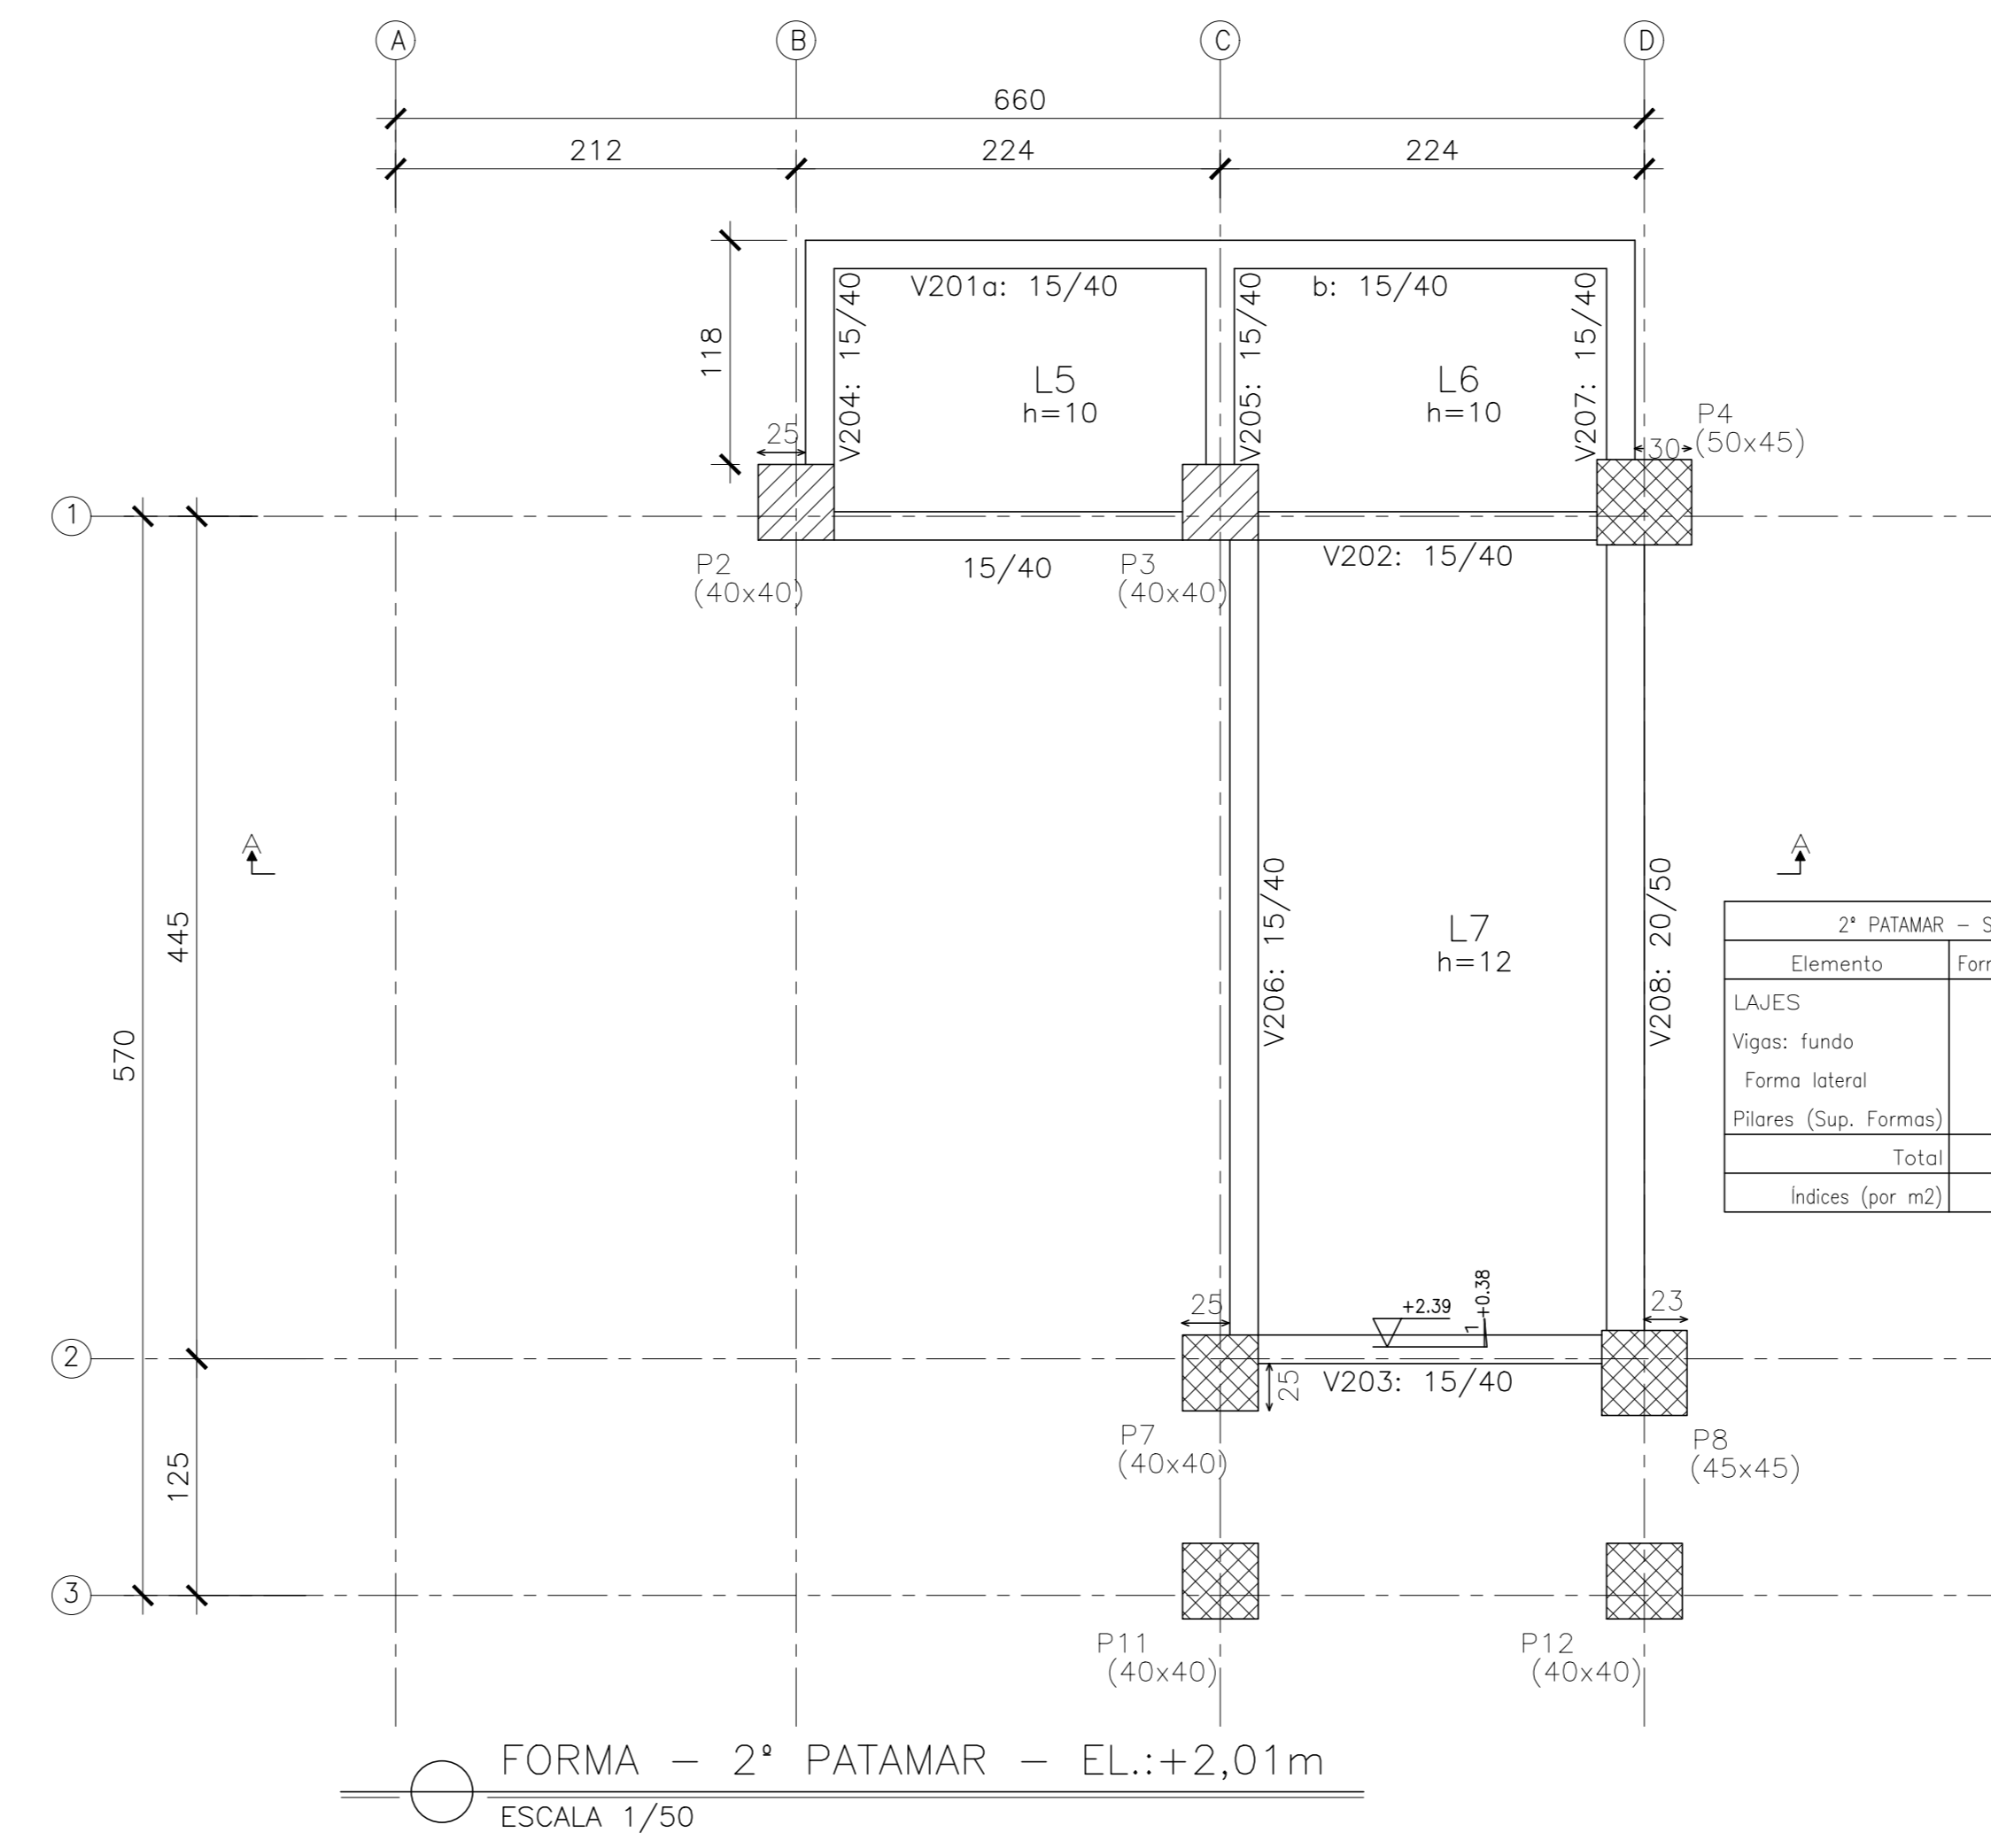 A
B
C
D
660
212
224
224
118
V201a: 15/40
b: 15/40
V204: 15/40
V205: 15/40
V207: 15/40
L5
h=10
L6
h=10
25
30
P4
(50x45)
1
P2
(40x40)
15/40
P3
(40x40)
V202: 15/40
A
A
445
570
V206: 15/40
L7
h=12
V208: 20/50
2ª PATAMAR – S
Elemento
Form
LAJES
Vigas: fundo
Forma lateral
Pilares (Sup. Formas)
Total
Índices (por m2)
25
+2.39
1
+0.38
23
2
25
V203: 15/40
P7
(40x40)
P8
(45x45)
125
3
P11
(40x40)
P12
(40x40)
FORMA – 2ª PATAMAR – EL.:+2,01m
ESCALA 1/50